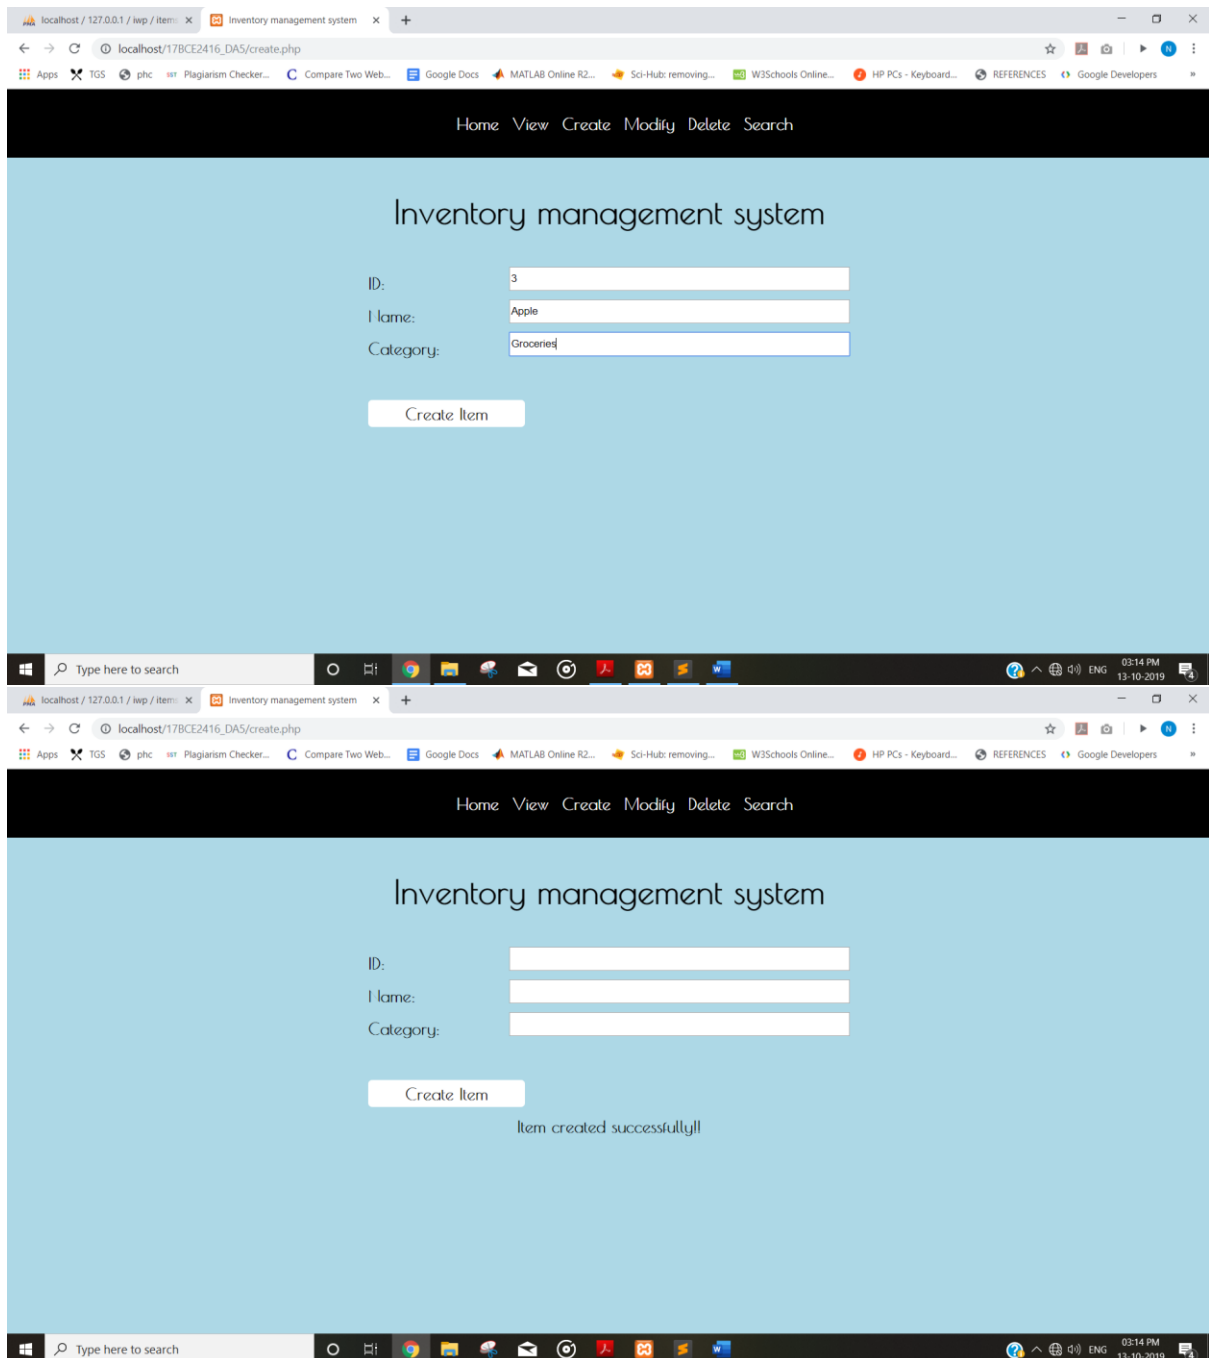 localhost / 127.0.0.1 / iwp / item: Inventory management system
localhost/17BCE2416_DA5/create.php
Apps TGS phc Plagiarism Checker... Compare Two Web... Google Docs MATLAB Online R2... Sci-Hub: removing... W3Schools Online... HP PCs - Keyboard... REFERENCES Google Developers »
Home View Create Modify Delete Search
Inventory management system
ID: 3
Name: Apple
Category: Groceries
Create Item
Type here to search ENG 03:14 PM
13-10-2019
localhost / 127.0.0.1 / iwp / item: Inventory management system
localhost/17BCE2416_DA5/create.php
Apps TGS phc Plagiarism Checker... Compare Two Web... Google Docs MATLAB Online R2... Sci-Hub: removing... W3Schools Online... HP PCs - Keyboard... REFERENCES Google Developers »
Home View Create Modify Delete Search
Inventory management system
ID:
Name:
Category:
Create Item
Item created successfully!!
Type here to search ENG 03:14 PM
13-10-2019